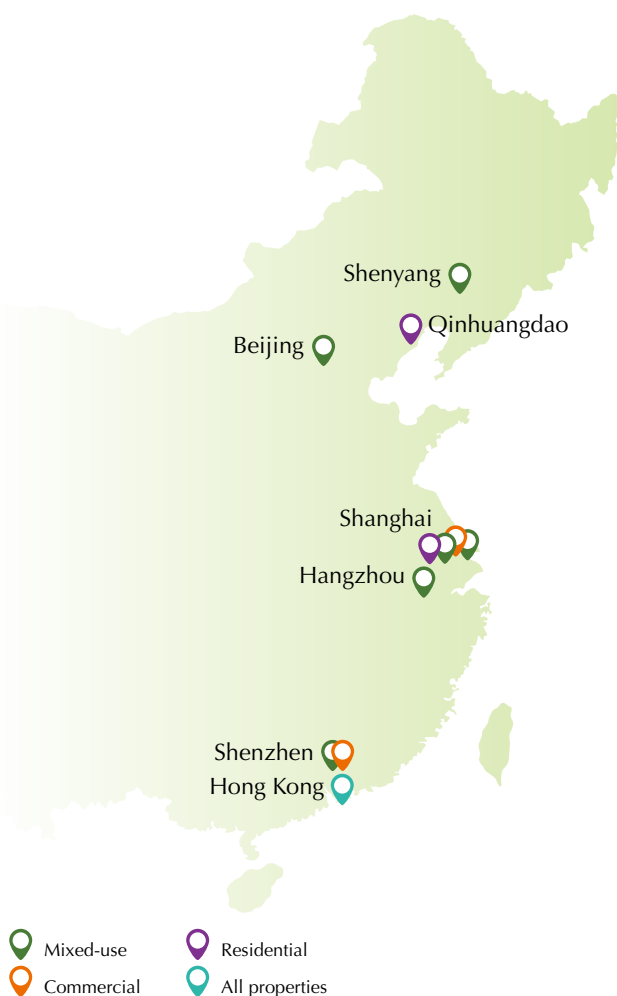 Shenyang
Qinhuangdao
Beijing
Shanghai
Hangzhou
Shenzhen
Hong Kong
Mixed-use
Residential
Commercial
All properties